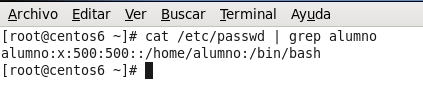 Archivo Editar Ver Buscar Terminal Ayuda
[root@centos6 ~]# cat /etc/passwd | grep alumno
alumno:x:500:500::/home/alumno:/bin/bash
[root@centos6 ~]#